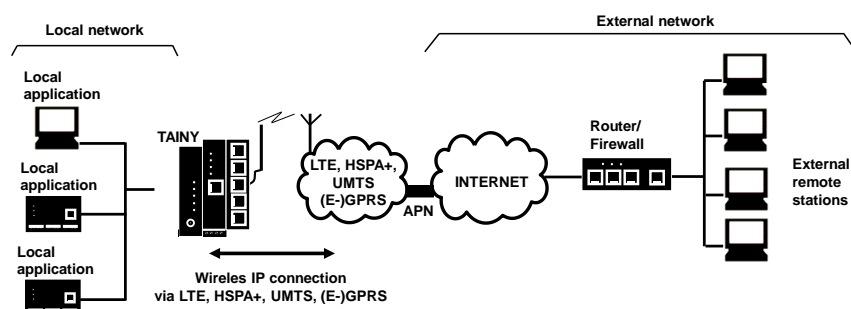 Local network
External network
Local
application
TAINY
Local
application
Local
application
LTE, HSPA+,
UMTS
(E-)GPRS
APN
INTERNET
Router/
Firewall
External
remote
stations
Wireles IP connection
via LTE, HSPA+, UMTS, (E-)GPRS